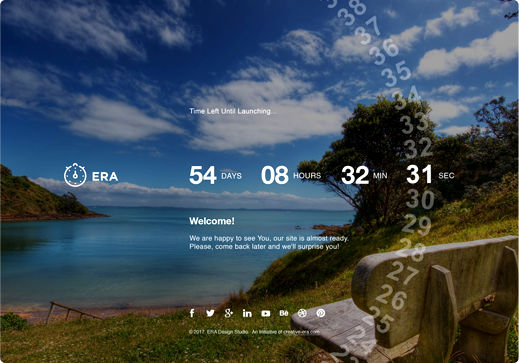 38
37
36
35
34
33
Time Left Until Launching...
32
ERA
54 DAYS 08 HOURS 32 MIN 31 SEC
30
29
28
27
26
25
Welcome!
We are happy to see You, our site is almost ready.
Please, come back later and we'll surprise you!
© 2017. ERA Design Studio - An Initiative of creative-era.com